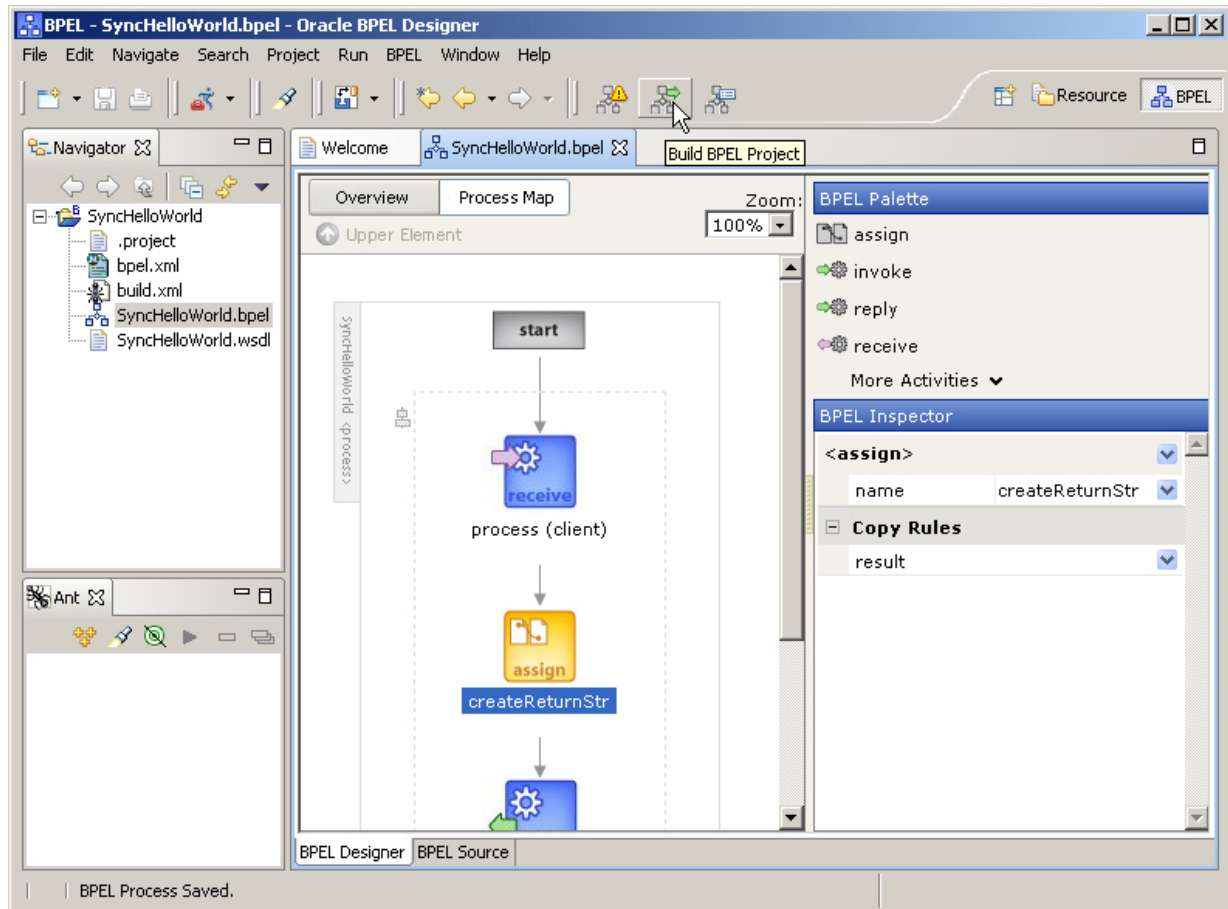 BPEL - SyncHelloWorld.bpel - Oracle BPEL Designer
File Edit Navigate Search Project Run BPEL Window Help
Resource
BPEL
Navigator
Welcome
SyncHelloWorld.bpel
Build BPEL Project
SyncHelloWorld
.project
bpel.xml
build.xml
SyncHelloWorld.bpel
SyncHelloWorld.wsdl
Overview
Process Map
Zoom:
Upper Element
100%
SyncHelloWorld <process>
start
receive
process (client)
assign
createReturnStr
BPEL Palette
assign
invoke
reply
receive
More Activities
BPEL Inspector
<assign>
name createReturnStr
Copy Rules
result
Ant
BPEL Designer
BPEL Source
BPEL Process Saved.